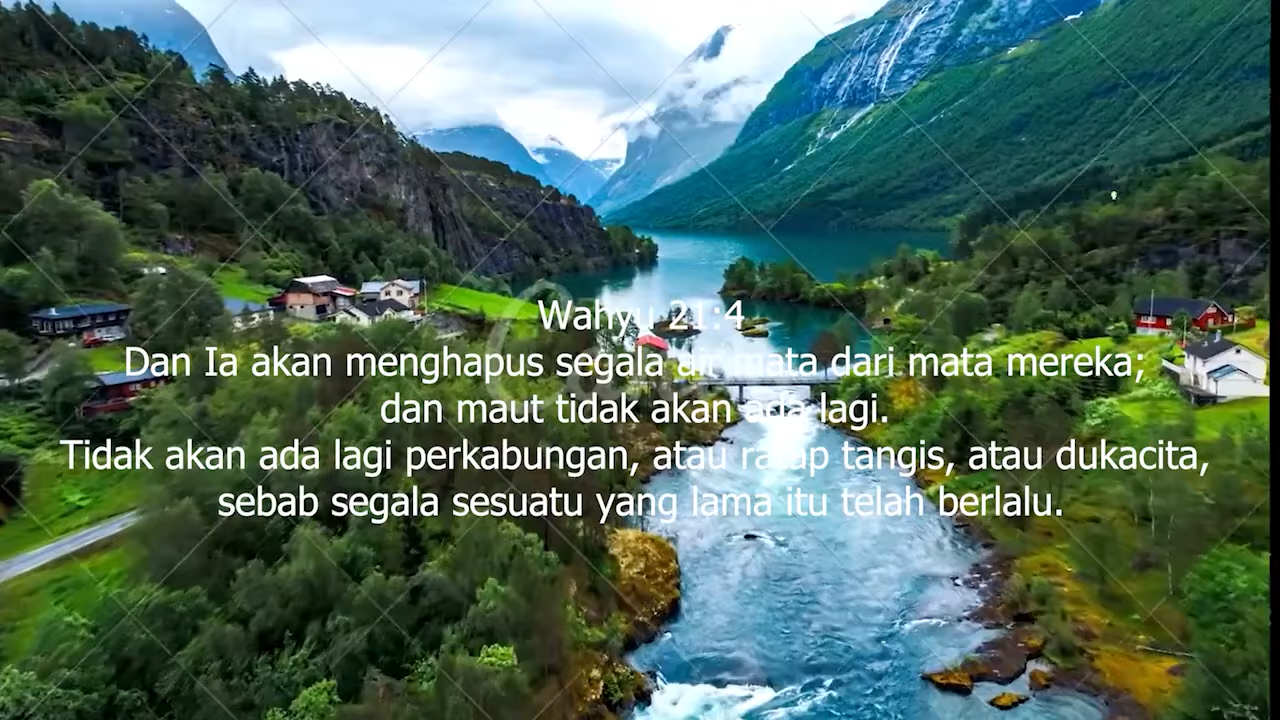 Wahyu 21:4
Dan Ia akan menghapus segala air mata dari mata mereka;
dan maut tidak akan ada lagi.
Tidak akan ada lagi perkabungan, atau ratap tangis, atau dukacita,
sebab segala sesuatu yang lama itu telah berlalu.